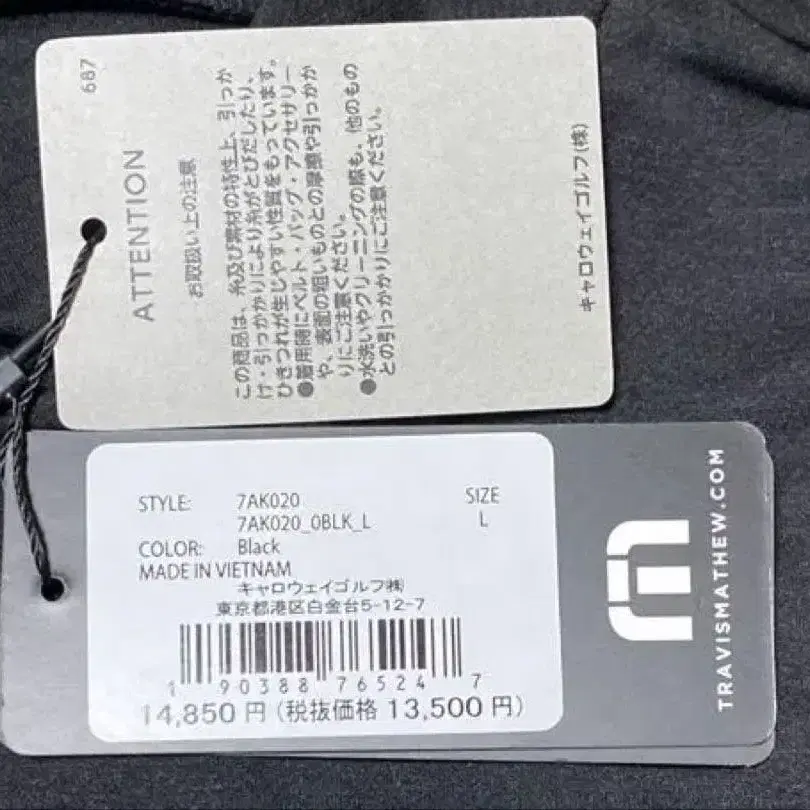 687
ATTENTION
お取扱い上の注意
この商品は、糸及び素材の特性上、引っか
け・引っかかりにより糸がとびだしたり、
ひきつれが生じやすい性質をもっています。
●着用時にベルト・バッグ・アクセサリー
や、表面の粗いものとの摩擦や引っかか
りにご注意ください。
●水洗いやクリーニングの際も、他のもの
との引っかかりにご注意ください。
キャロウェイゴルフ(株)
STYLE: 7AK020 SIZE
7AK020_0BLK_L L
COLOR: Black
MADE IN VIETNAM
キャロウェイゴルフ㈱
東京都港区白金台5-12-7
1 90388 76524 7
14,850 円 (税抜価格 13,500 円)
TRAVISMATHEW.COM